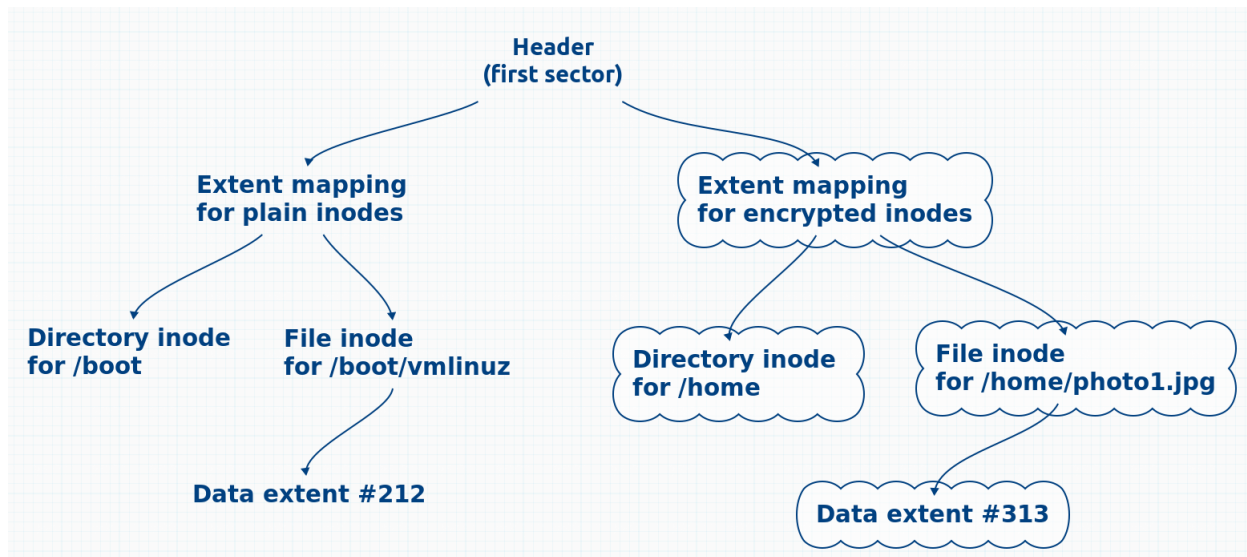 Header
(first sector)
Extent mapping
for plain inodes
Extent mapping
for encrypted inodes
Directory inode
for /boot
File inode
for /boot/vmlinuz
Directory inode
for /home
File inode
for /home/photo1.jpg
Data extent #212
Data extent #313